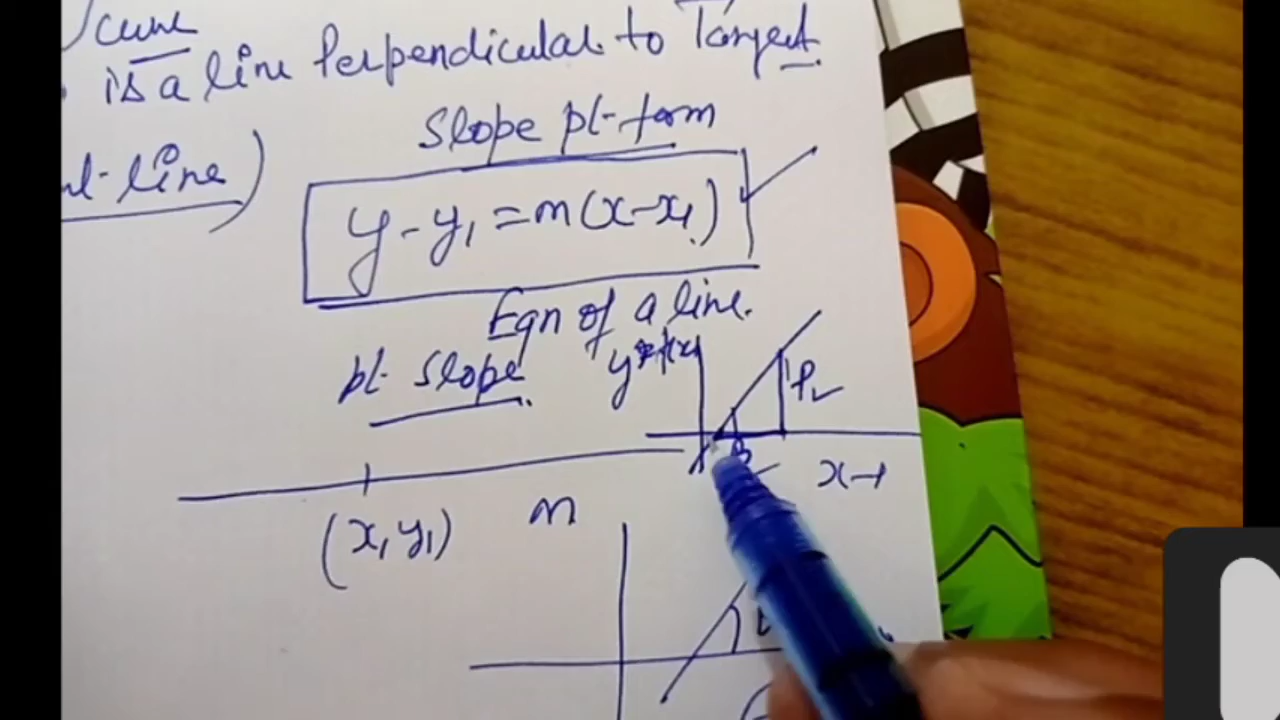 curve
is a line Perpendicular to Tangent
Slope pt-form
line)
y - y₁ = m(x - x₁)
Eqn of a line.
pt Slope
y = f(x)
P
B
x
(x₁ y₁)
m